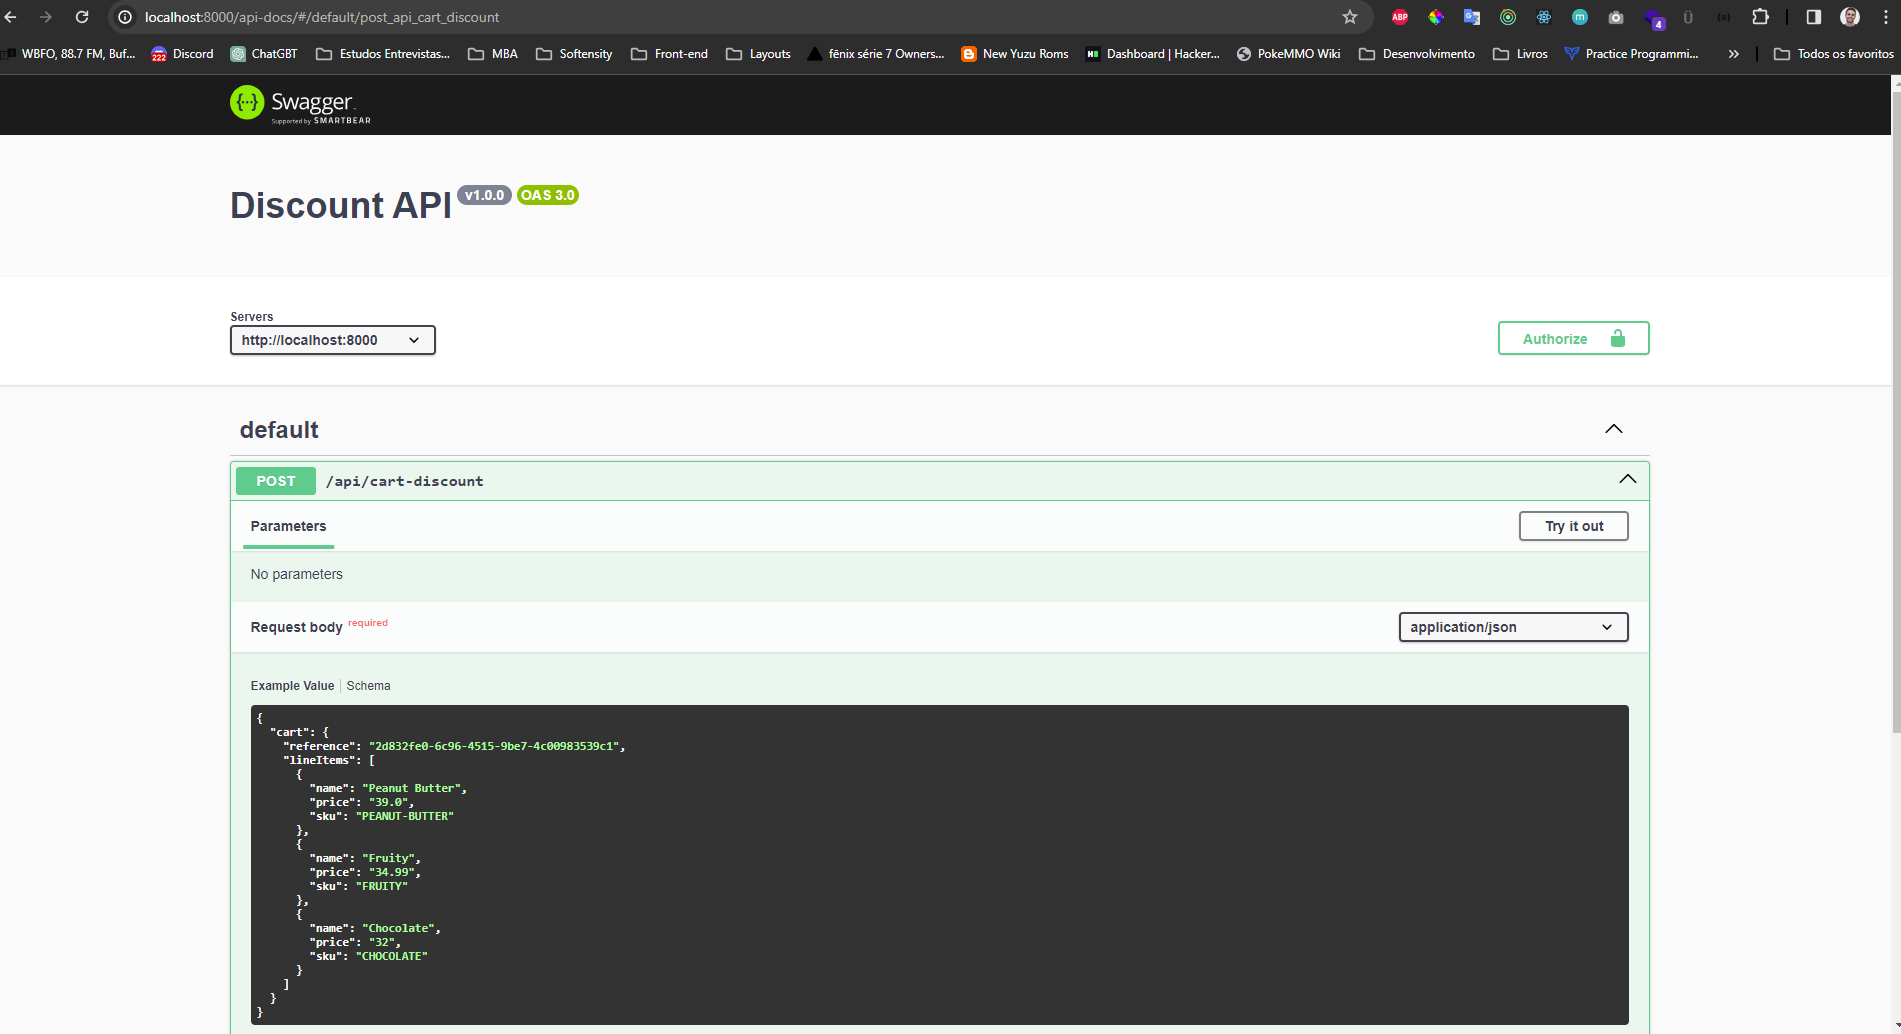 localhost:8000/api-docs/#/default/post_api_cart_discount
ABP
m
4
Ü
WBFO, 88.7 FM, Buf...
222
Discord
ChatGBT
Estudos Entrevistas...
MBA
Softensity
Front-end
Layouts
fênix série 7 Owners...
New Yuzu Roms
Dashboard | Hacker...
PokeMMO Wiki
Desenvolvimento
Livros
Practice Programmi...
»
Todos os favoritos
{···} Swagger.
Supported by SMARTBEAR
Discount API v1.0.0 OAS 3.0
Servers
http://localhost:8000
Authorize
default
POST /api/cart-discount
Parameters
Try it out
No parameters
Request body required
application/json
Example Value | Schema
{
"cart": {
"reference": "2d832fe0-6c96-4515-9be7-4c00983539c1",
"lineItems": [
{
"name": "Peanut Butter",
"price": "39.0",
"sku": "PEANUT-BUTTER"
},
{
"name": "Fruity",
"price": "34.99",
"sku": "FRUITY"
},
{
"name": "Chocolate",
"price": "32",
"sku": "CHOCOLATE"
}
]
}
}